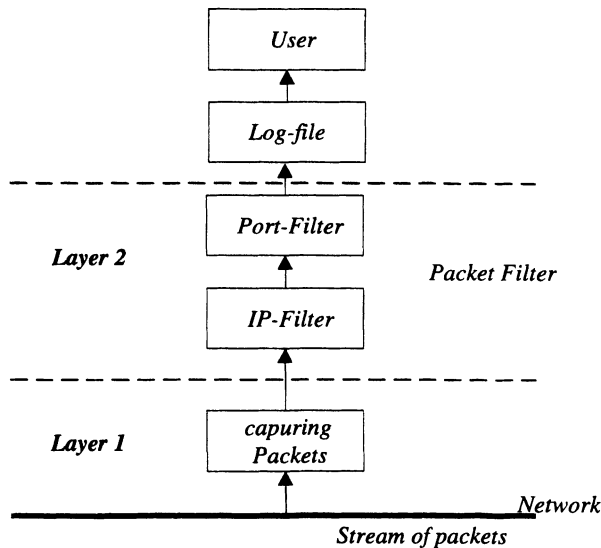 User
Log-file
Port-Filter
Layer 2
Packet Filter
IP-Filter
capuring
Layer 1
Packets
Network
Stream of packets